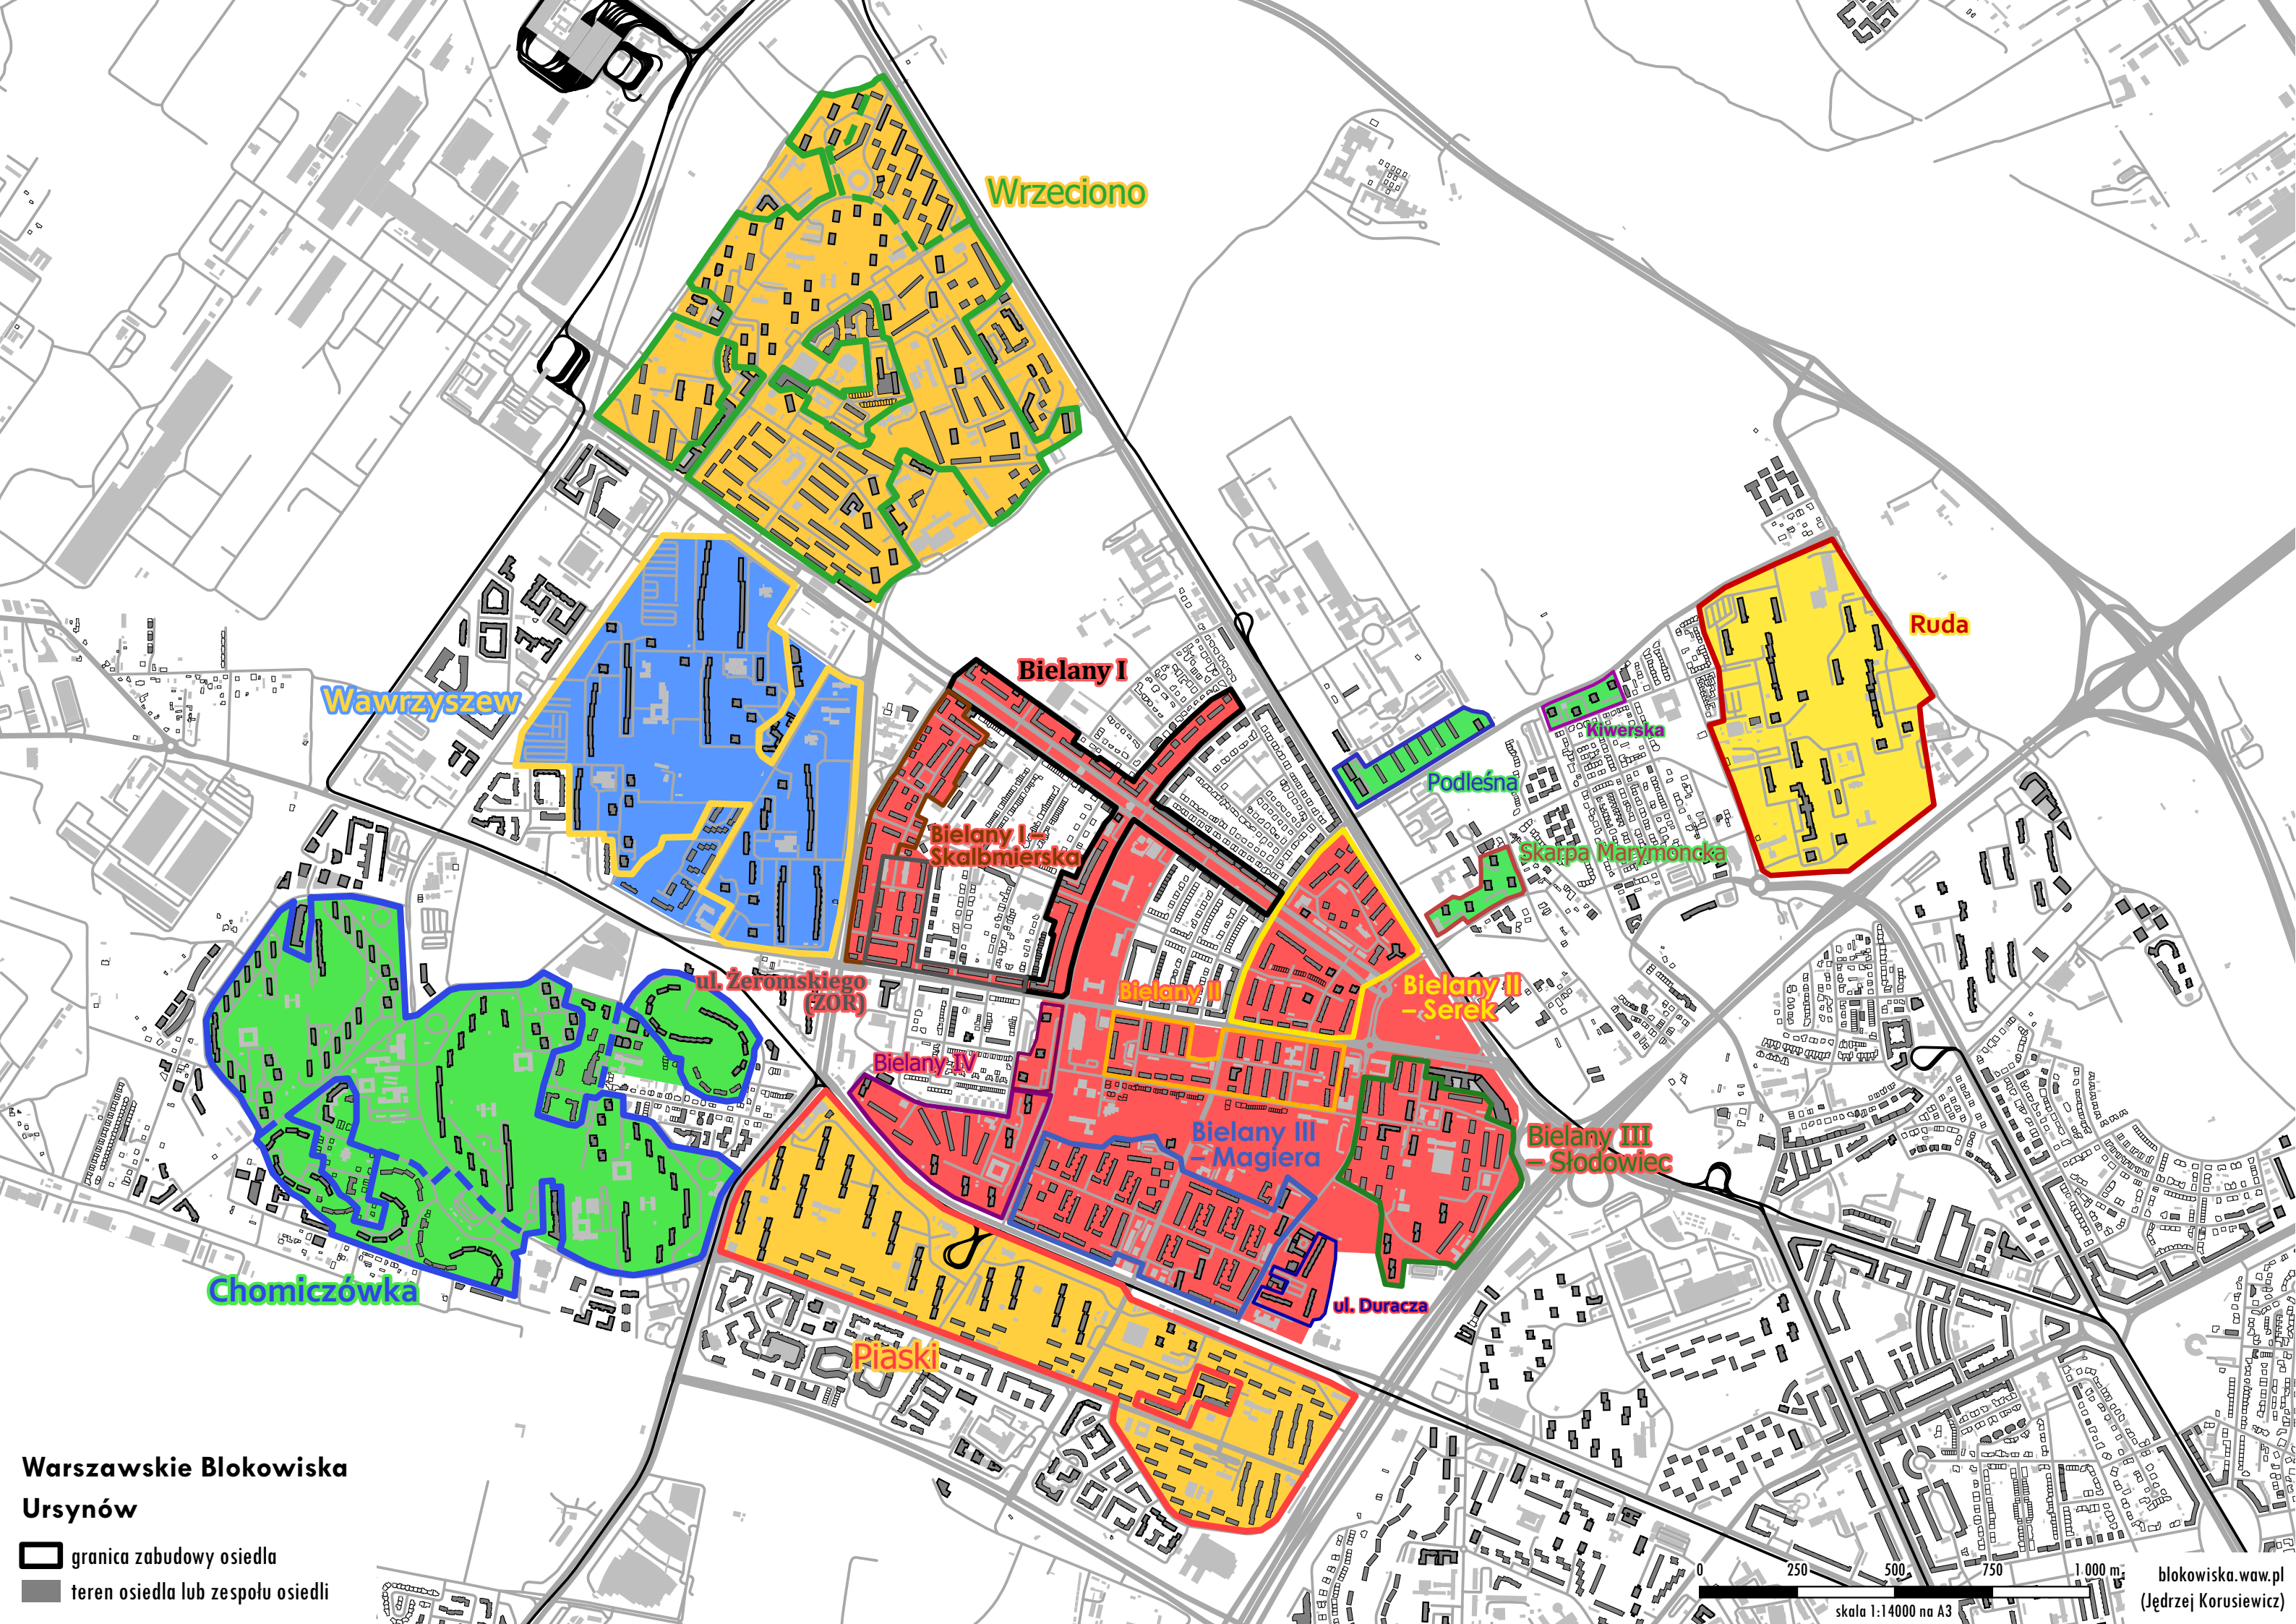 Wrzeciono
Ruda
Bielany I
Wawrzyszew
Kiwerska
Podleśna
Bielany I –
Skalbmierska
Skarpa Marymoncka
ul. Żeromskiego
(ZOR)
Bielany II
Bielany II
– Serek
Bielany IV
Bielany III
– Magiera
Bielany III
– Słodowiec
Chomiczówka
ul. Duracza
Piaski
Warszawskie Blokowiska
Ursynów
granica zabudowy osiedla
teren osiedla lub zespołu osiedli
0 250 500 750 1 000 m
skala 1:14000 na A3
blokowiska.waw.pl
(Jędrzej Korusiewicz)